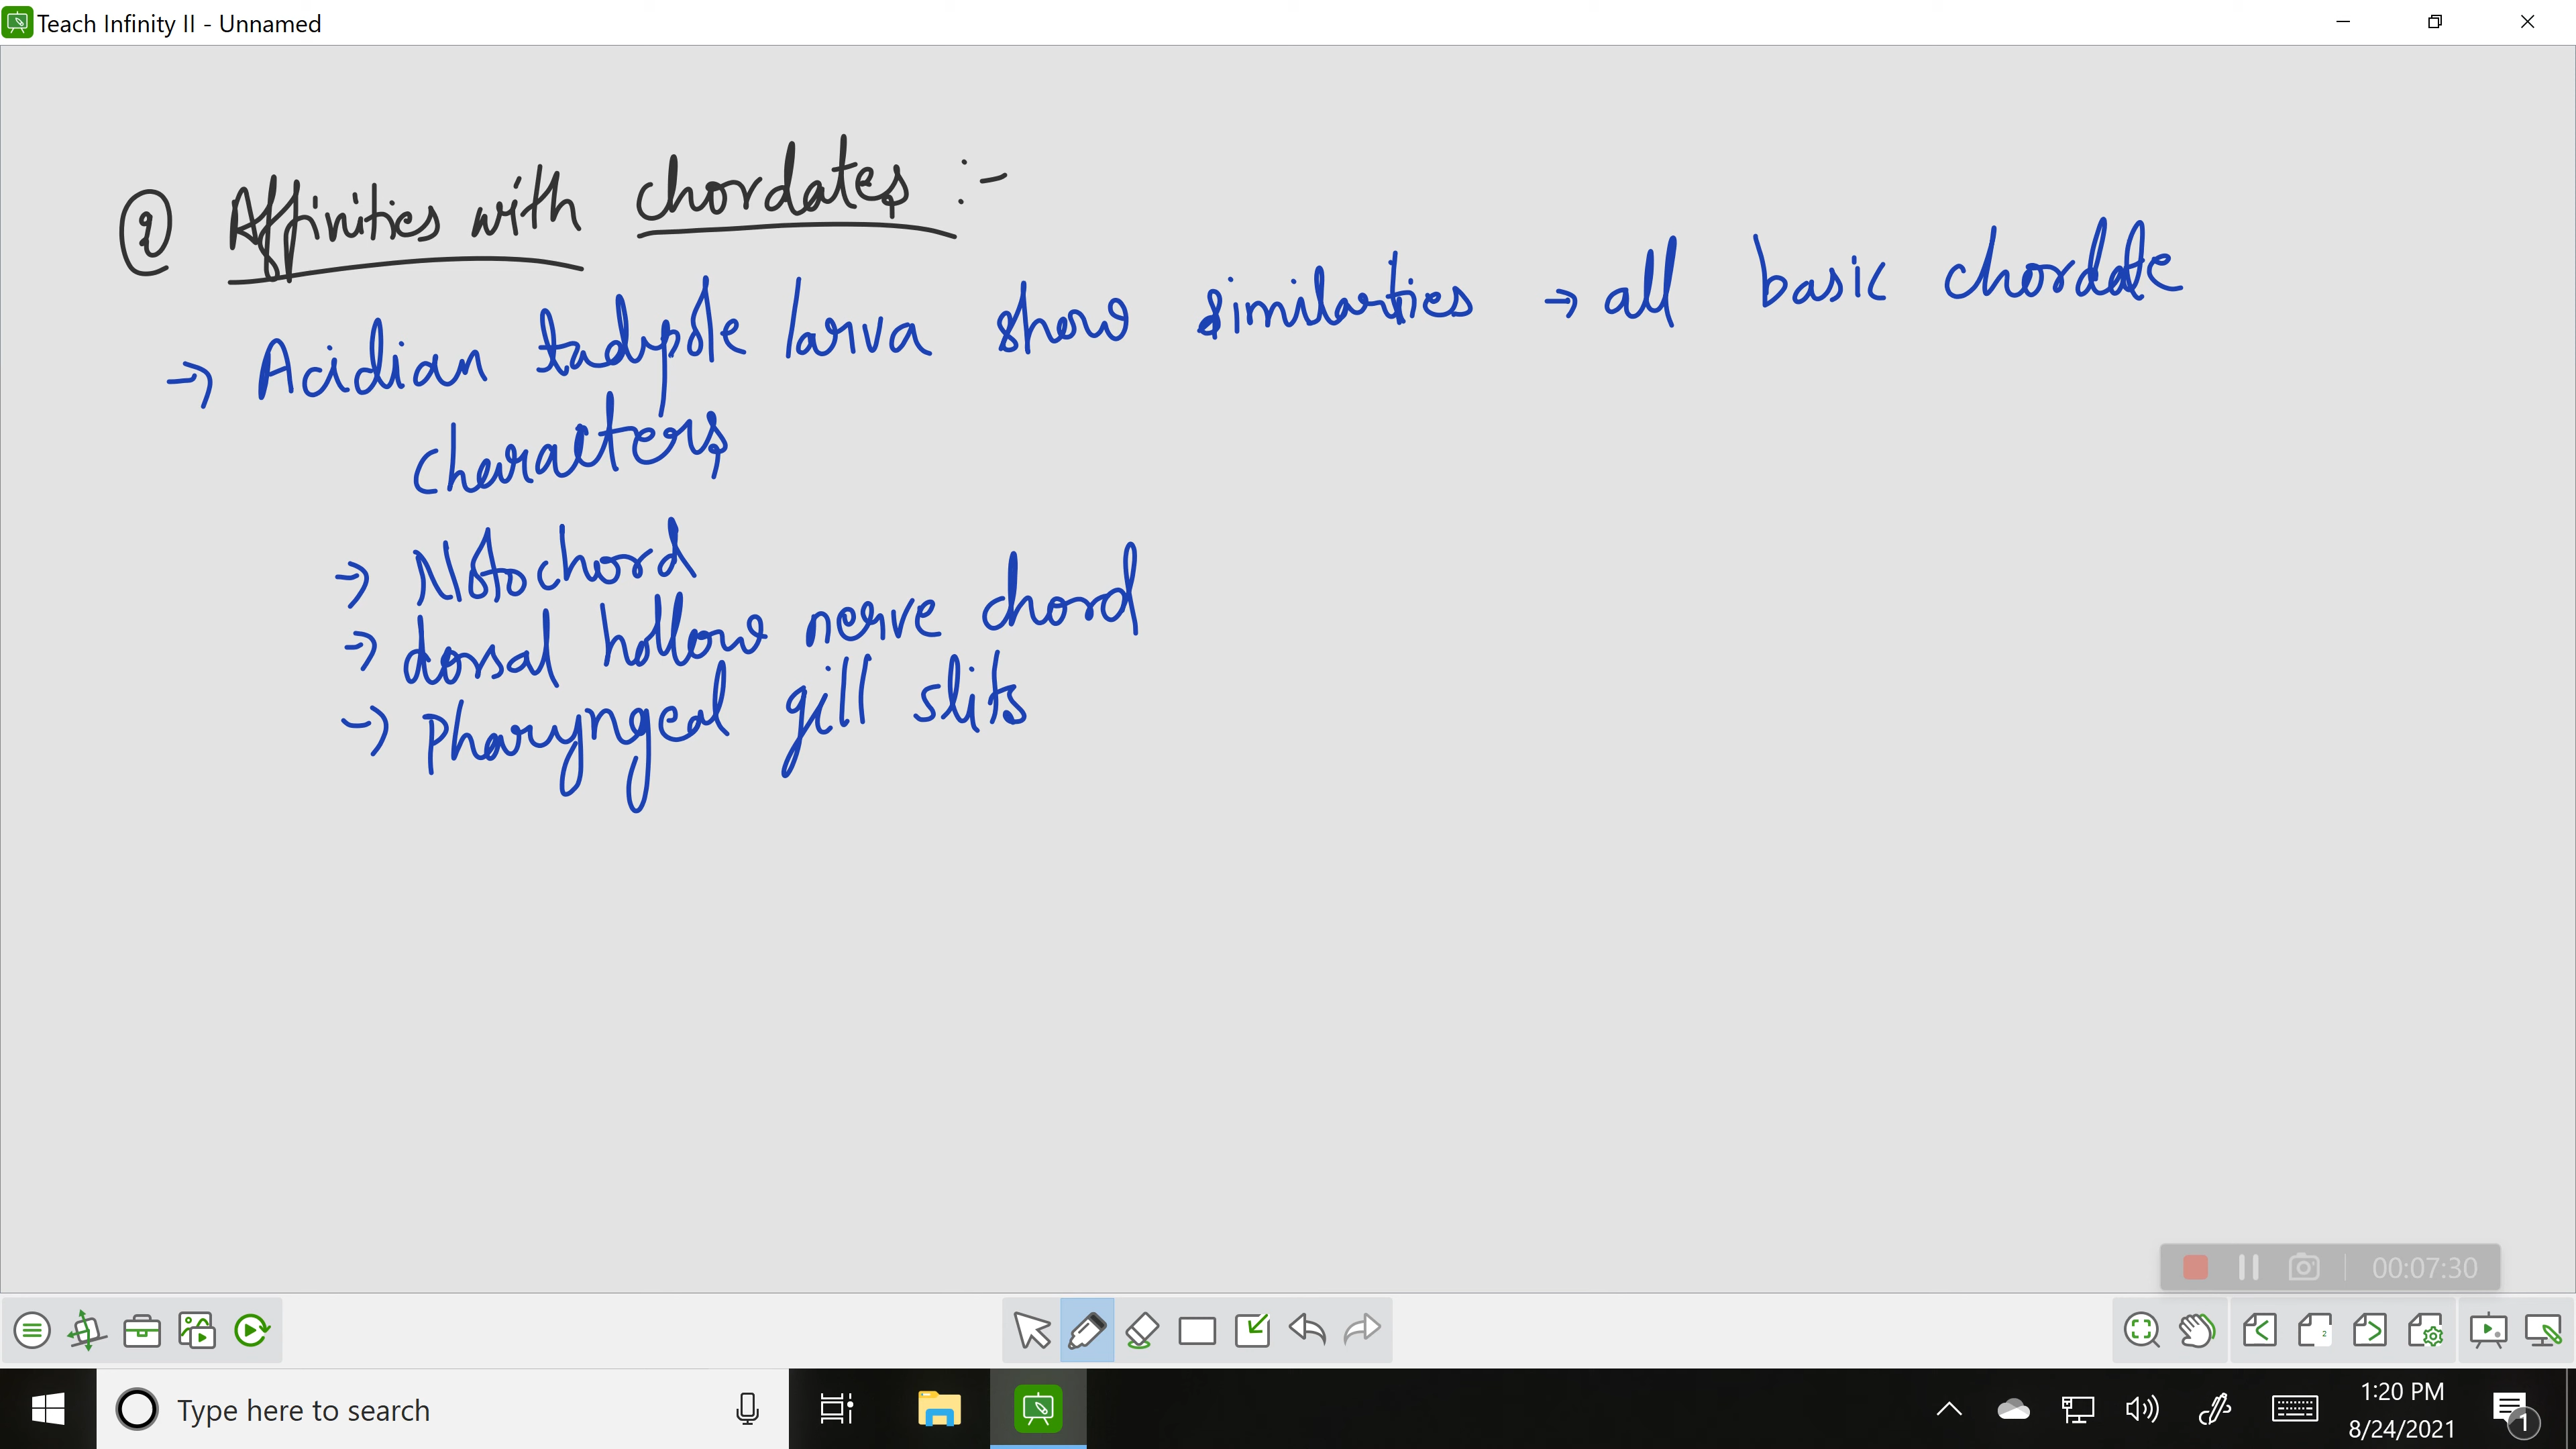 Teach Infinity II - Unnamed
② Affinities with chordates :-
→ Acidian tadpole larva show similarities → all basic chordate
characters
→ Notochord
→ dorsal hollow nerve chord
→ Pharyngeal gill slits
00:07:30
2
Type here to search
1:20 PM
8/24/2021
1